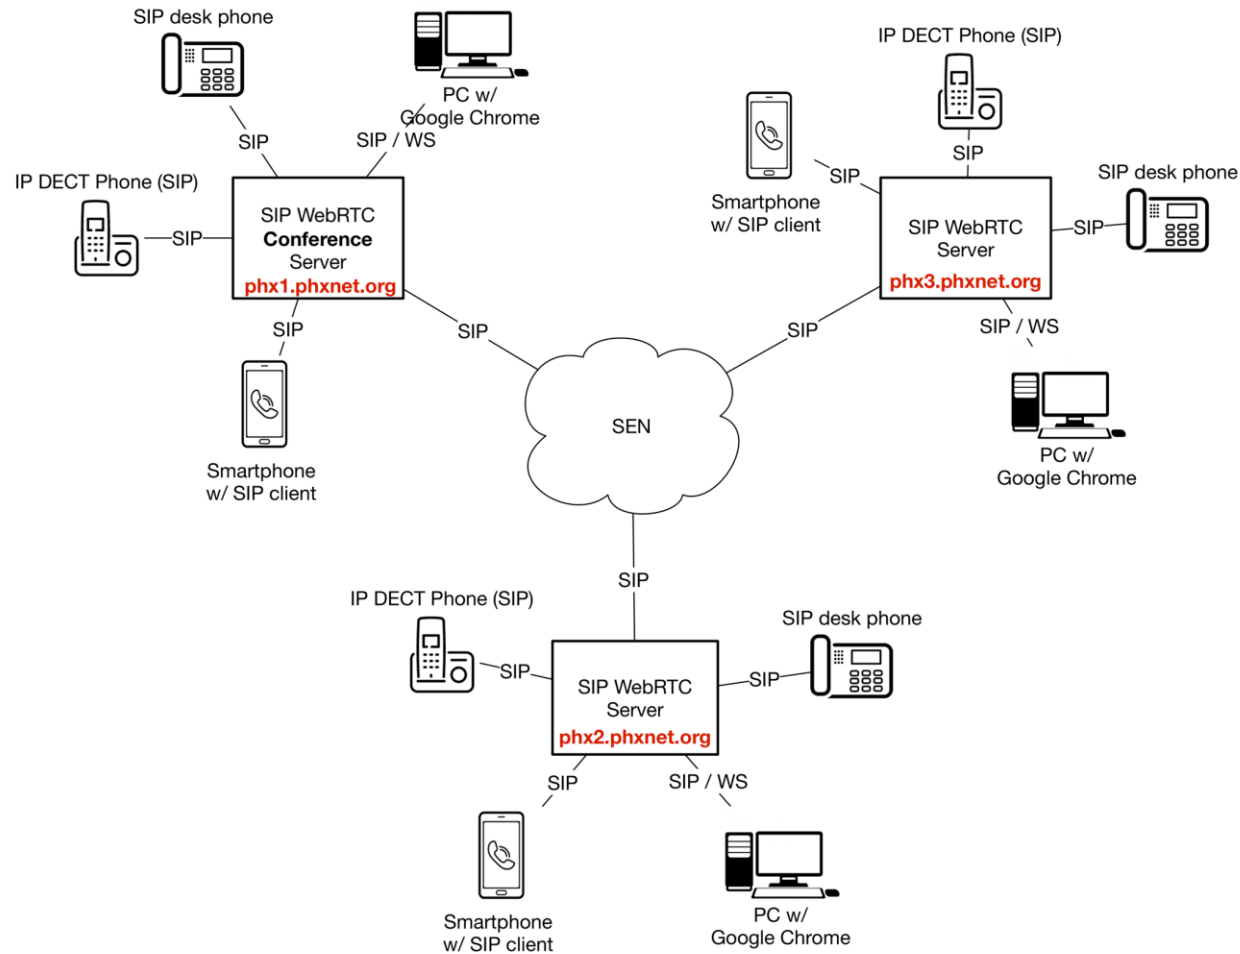 SIP desk phone
PC w/
Google Chrome
SIP
SIP / WS
IP DECT Phone (SIP)
SIP
SIP WebRTC
Conference
Server
phx1.phxnet.org
SIP
Smartphone
w/ SIP client
SIP
IP DECT Phone (SIP)
SIP
SIP
Smartphone
w/ SIP client
SIP desk phone
SIP
SIP WebRTC
Server
phx3.phxnet.org
SIP / WS
PC w/
Google Chrome
SIP
SEN
SIP
IP DECT Phone (SIP)
SIP
SIP desk phone
SIP
SIP WebRTC
Server
phx2.phxnet.org
SIP
SIP / WS
Smartphone
w/ SIP client
PC w/
Google Chrome